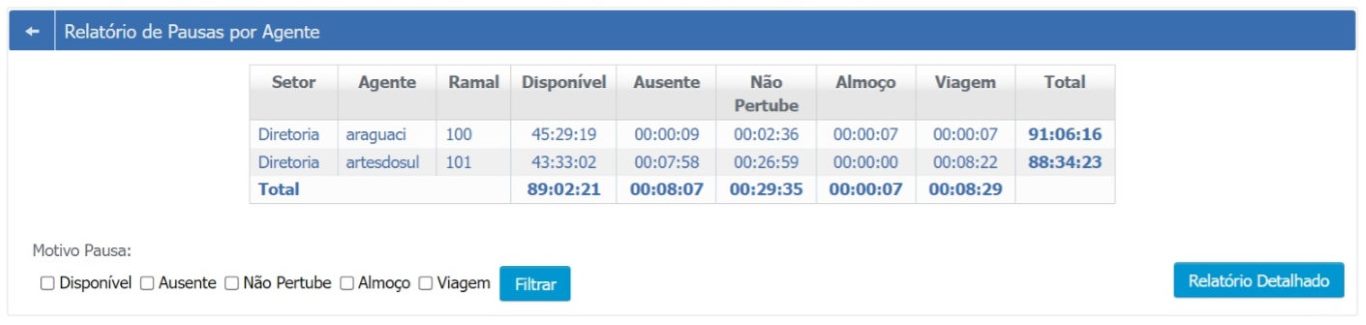 Relatório de Pausas por Agente
Setor Agente Ramal Disponível Ausente Não Pertube Almoço Viagem Total
Diretoria araguaci 100 45:29:19 00:00:09 00:02:36 00:00:07 00:00:07 91:06:16
Diretoria artesdosul 101 43:33:02 00:07:58 00:26:59 00:00:00 00:08:22 88:34:23
Total 89:02:21 00:08:07 00:29:35 00:00:07 00:08:29
Motivo Pausa:
Disponível Ausente Não Pertube Almoço Viagem Filtrar
Relatório Detalhado